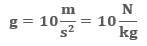 g = 10 m/s² = 10 N/kg